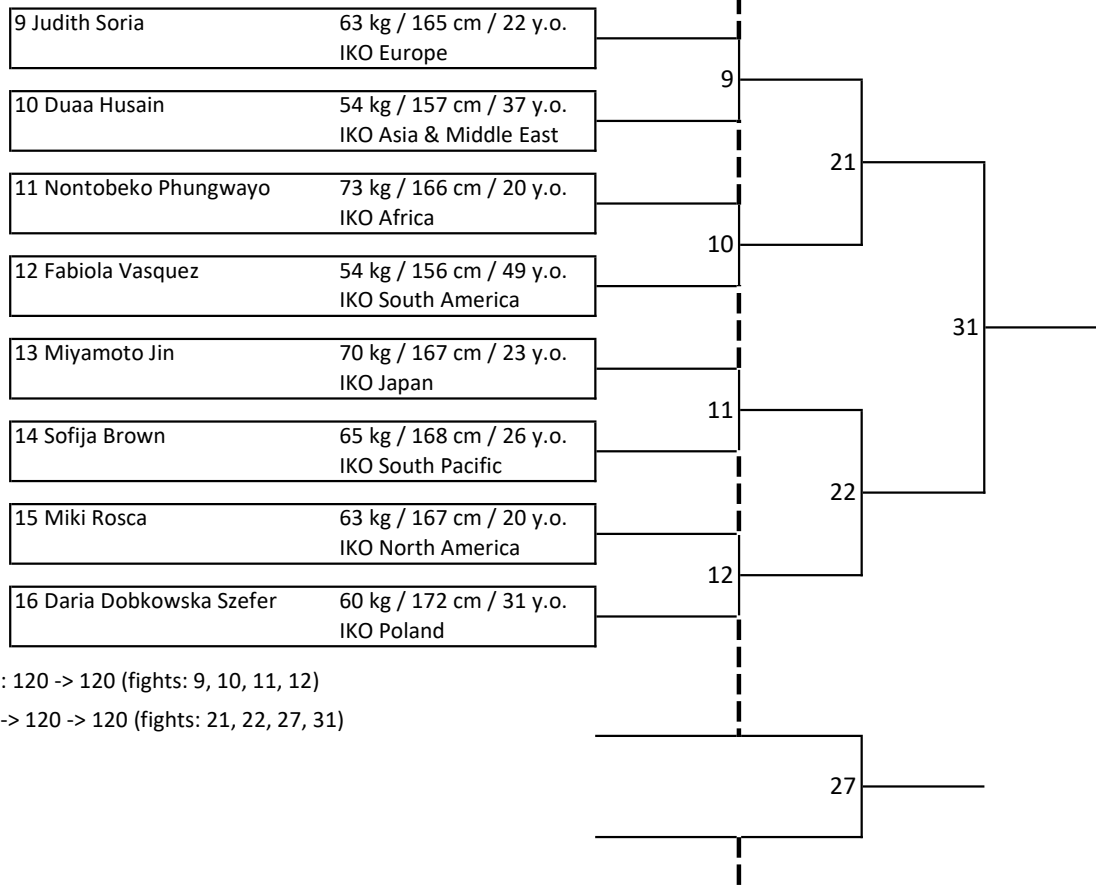 9 Judith Soria 63 kg / 165 cm / 22 y.o.
IKO Europe
9
10 Duaa Husain 54 kg / 157 cm / 37 y.o.
IKO Asia & Middle East
21
11 Nontobeko Phungwayo 73 kg / 166 cm / 20 y.o.
IKO Africa
10
12 Fabiola Vasquez 54 kg / 156 cm / 49 y.o.
IKO South America
31
13 Miyamoto Jin 70 kg / 167 cm / 23 y.o.
IKO Japan
11
14 Sofija Brown 65 kg / 168 cm / 26 y.o.
IKO South Pacific
22
15 Miki Rosca 63 kg / 167 cm / 20 y.o.
IKO North America
12
16 Daria Dobkowska Szefer 60 kg / 172 cm / 31 y.o.
IKO Poland
: 120 -> 120 (fights: 9, 10, 11, 12)
-> 120 -> 120 (fights: 21, 22, 27, 31)
27